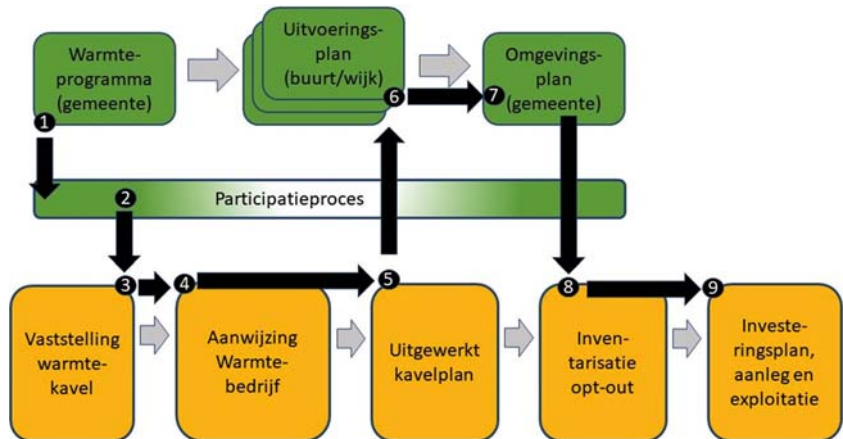 Warmte-
programma
(gemeente)
1
Uitvoerings-
plan
(buurt/wijk)
6
Omgevings-
plan
(gemeente)
7
2
Participatieproces
3
Vaststelling
warmte-
kavel
4
Aanwijzing
Warmte-
bedrijf
5
Uitgewerkt
kavelplan
8
Inven-
tarisatie
opt-out
9
Investe-
ringsplan,
aanleg en
exploitatie